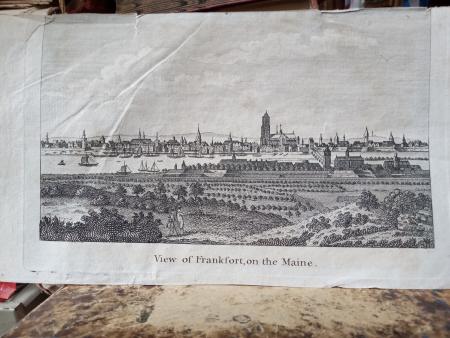 View of Frankfort, on the Maine.